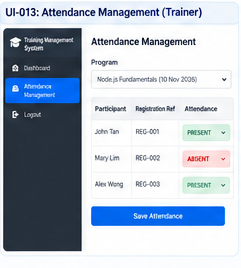 UI-013: Attendance Management (Trainer)
Training Management
System
Dashboard
Attendance
Management
Logout
Attendance Management
Program
Node.js Fundamentals (10 Nov 2026)
Participant Registration Ref Attendance
John Tan REG-001 PRESENT
Mary Lim REG-002 ABSENT
Alex Wong REG-003 PRESENT
Save Attendance